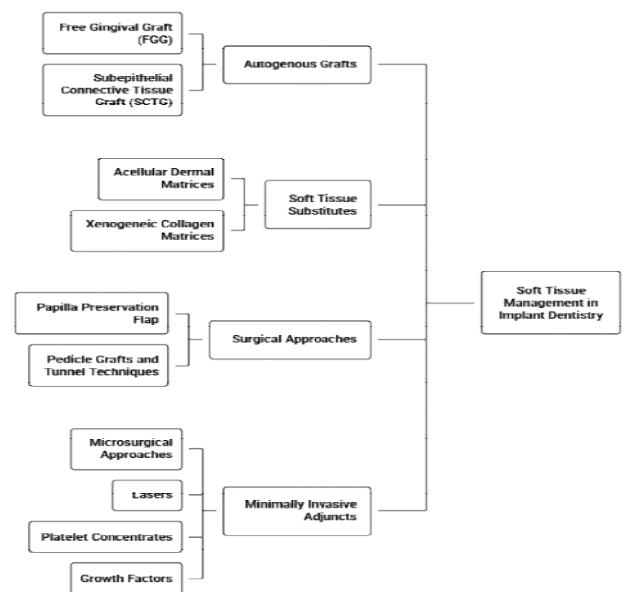 Free Gingival Graft
(FGG)
Subepithelial
Connective Tissue
Graft (SCTG)
Autogenous Grafts
Acellular Dermal
Matrices
Xenogeneic Collagen
Matrices
Soft Tissue
Substitutes
Soft Tissue
Management in
Implant Dentistry
Papilla Preservation
Flap
Pedicle Grafts and
Tunnel Techniques
Surgical Approaches
Microsurgical
Approaches
Lasers
Platelet Concentrates
Growth Factors
Minimally Invasive
Adjuncts